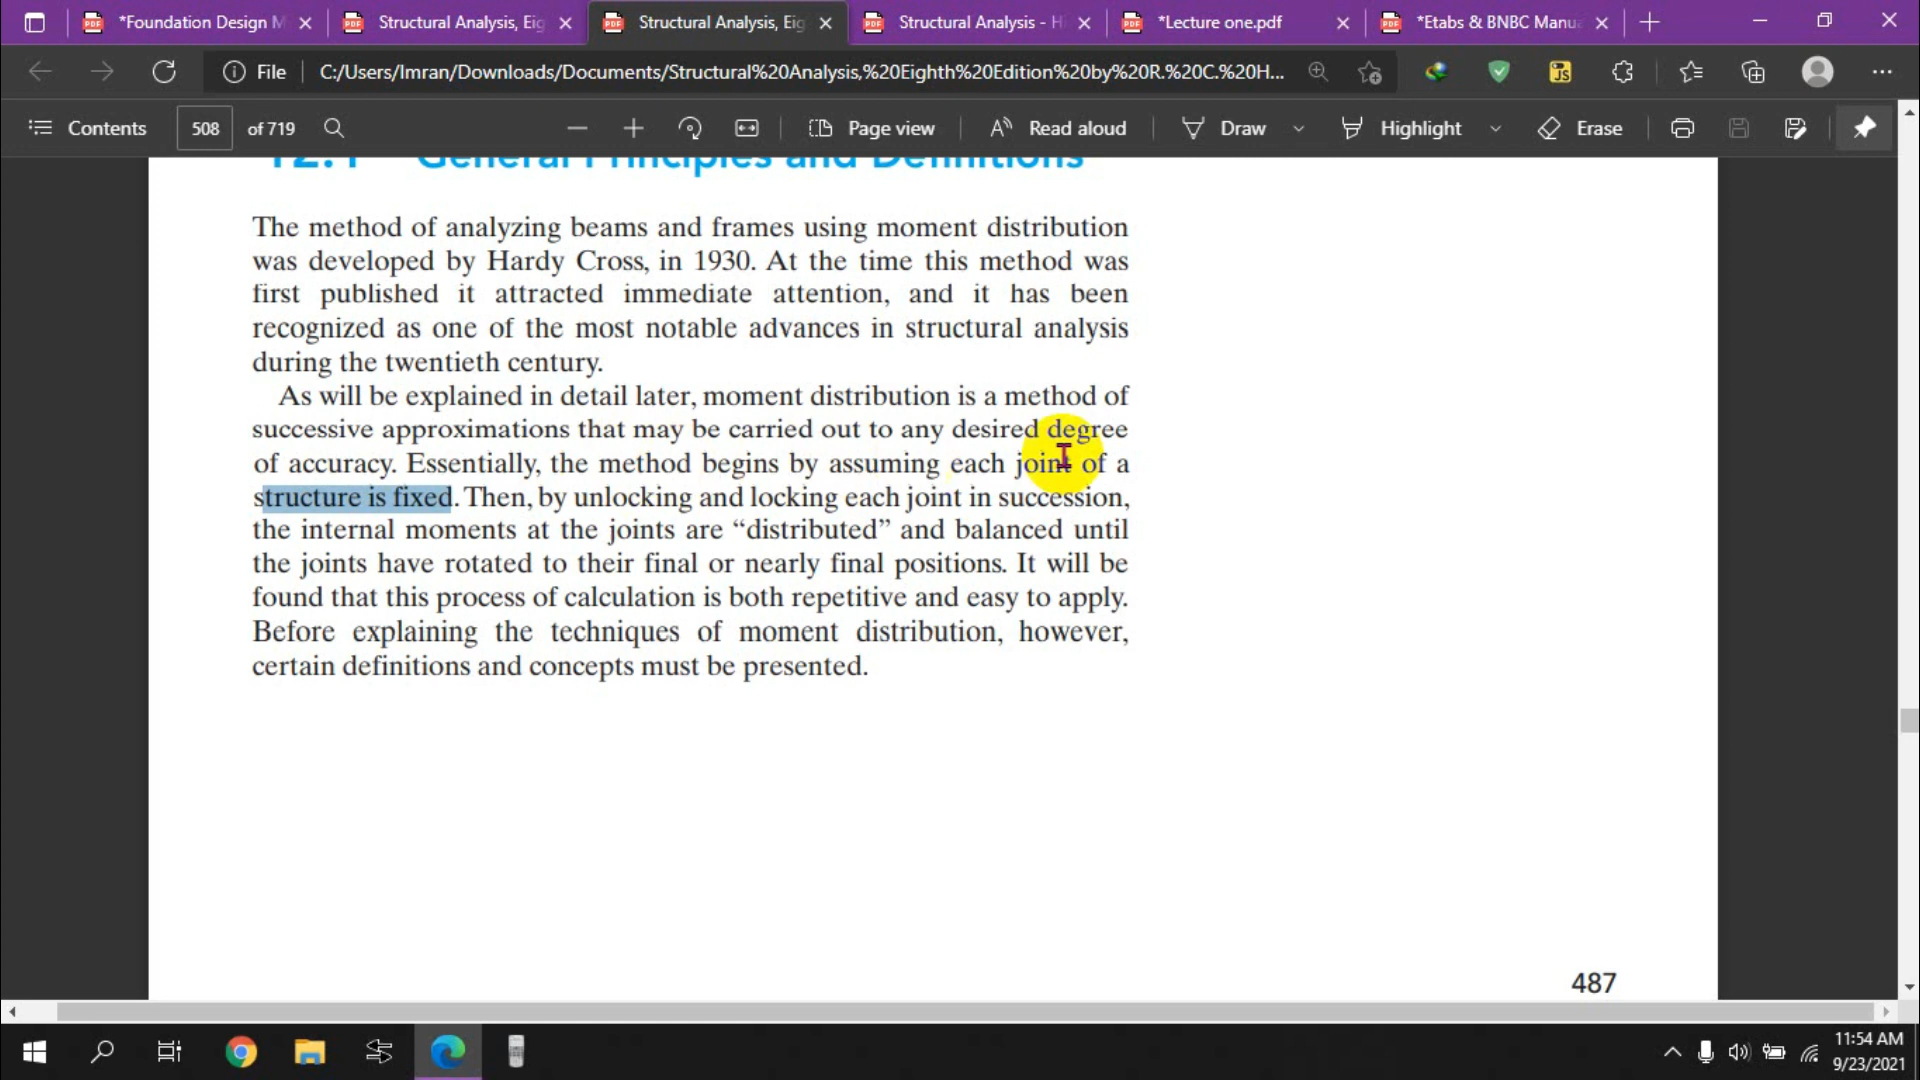 *Foundation Design M
Structural Analysis, Eig
Structural Analysis, Eig
Structural Analysis - Hi
*Lecture one.pdf
*Etabs & BNBC Manu
File
C:/Users/Imran/Downloads/Documents/Structural%20Analysis,%20Eighth%20Edition%20by%20R.%20C.%20H...
Contents
508 of 719
Page view
Read aloud
Draw
Highlight
Erase
12.1 General Principles and Definitions
The method of analyzing beams and frames using moment distribution
was developed by Hardy Cross, in 1930. At the time this method was
first published it attracted immediate attention, and it has been
recognized as one of the most notable advances in structural analysis
during the twentieth century.
As will be explained in detail later, moment distribution is a method of
successive approximations that may be carried out to any desired degree
of accuracy. Essentially, the method begins by assuming each joint of a
structure is fixed. Then, by unlocking and locking each joint in succession,
the internal moments at the joints are “distributed” and balanced until
the joints have rotated to their final or nearly final positions. It will be
found that this process of calculation is both repetitive and easy to apply.
Before explaining the techniques of moment distribution, however,
certain definitions and concepts must be presented.
487
11:54 AM
9/23/2021